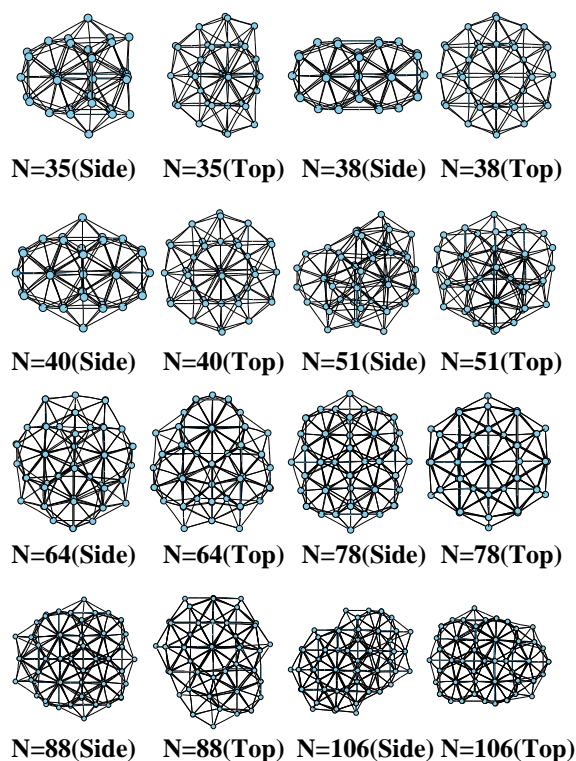 N=35(Side) N=35(Top) N=38(Side) N=38(Top)
N=40(Side) N=40(Top) N=51(Side) N=51(Top)
N=64(Side) N=64(Top) N=78(Side) N=78(Top)
N=88(Side) N=88(Top) N=106(Side) N=106(Top)